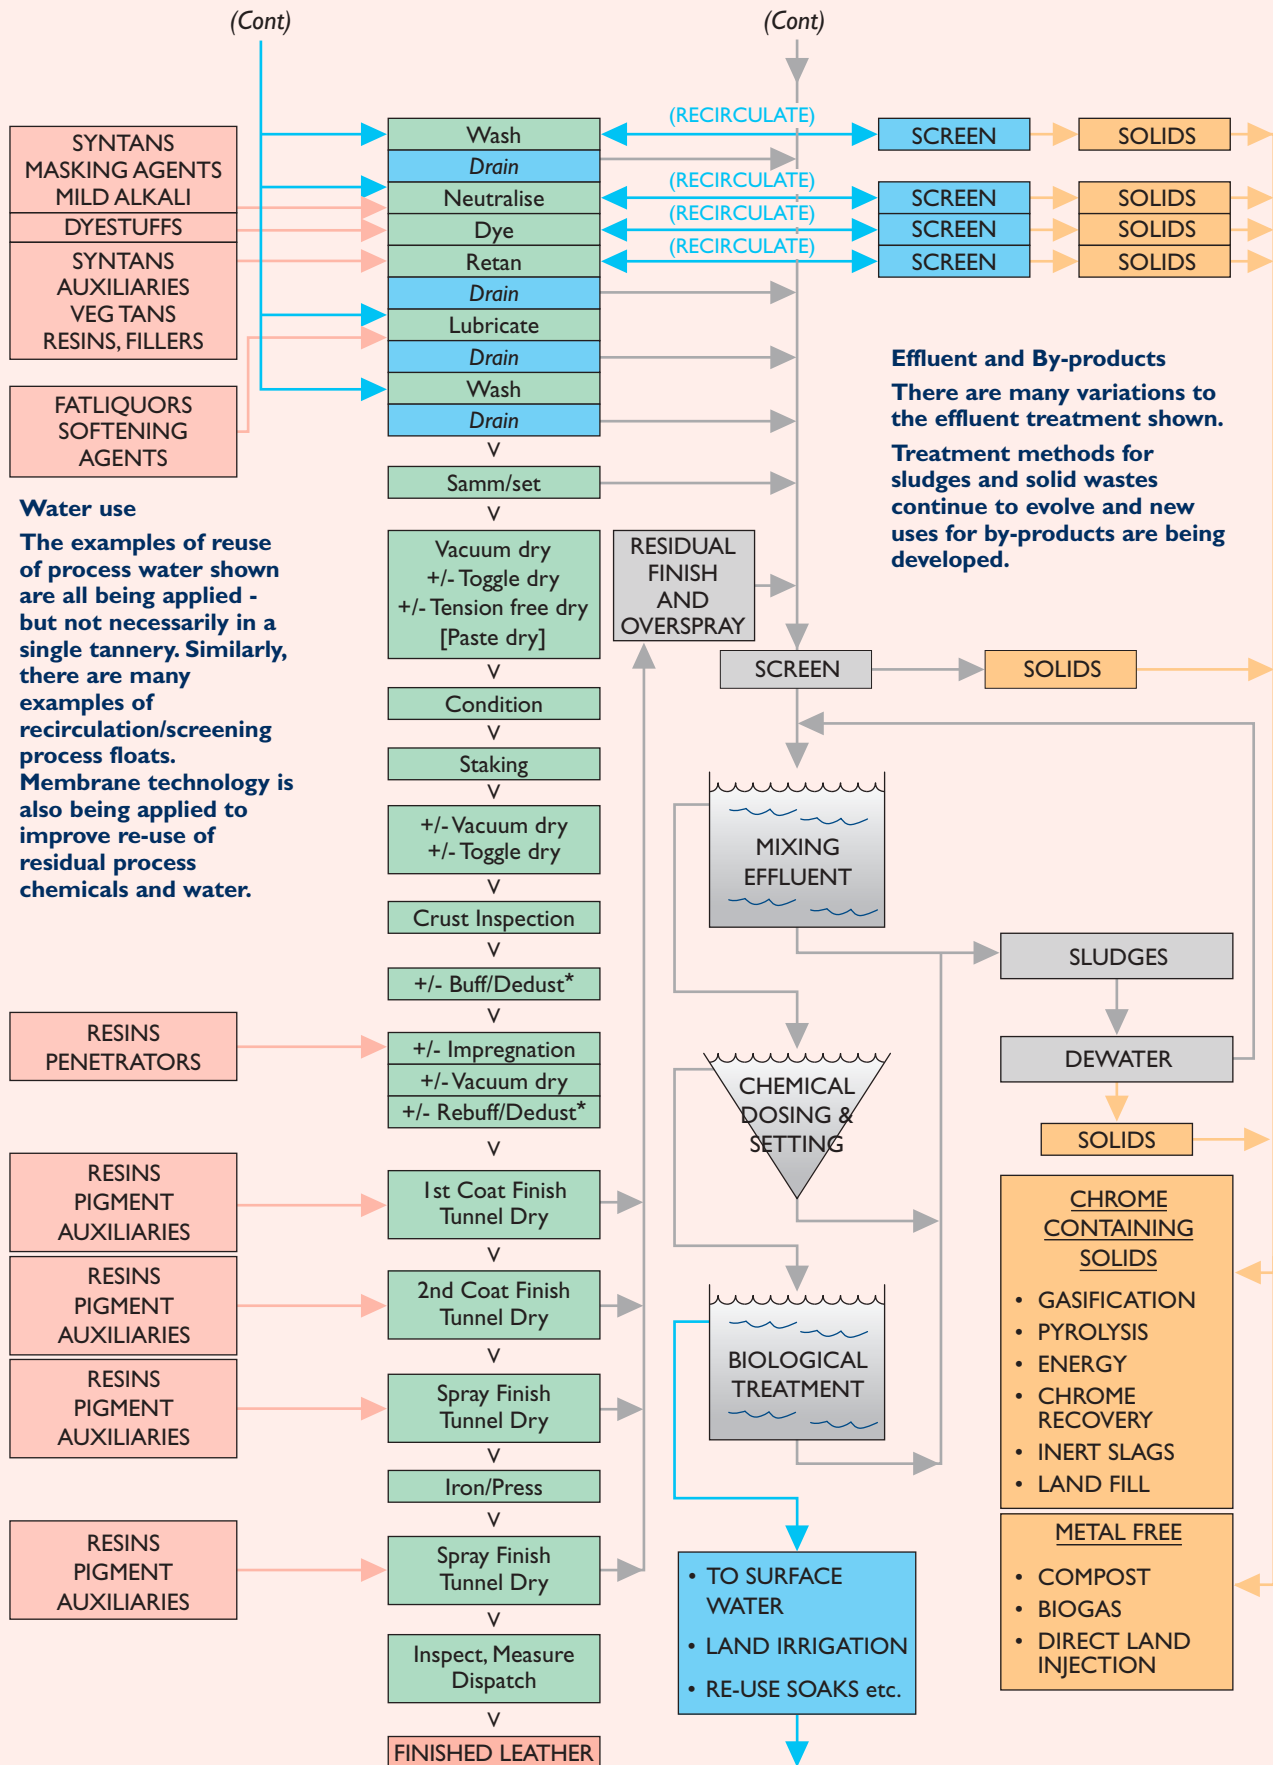 (Cont)
(Cont)
SYNTANS
MASKING AGENTS
MILD ALKALI
DYESTUFFS
SYNTANS
AUXILIARIES
VEG TANS
RESINS, FILLERS
FATLIQUORS
SOFTENING
AGENTS
Water use
The examples of reuse
of process water shown
are all being applied -
but not necessarily in a
single tannery. Similarly,
there are many
examples of
recirculation/screening
process floats.
Membrane technology is
also being applied to
improve re-use of
residual process
chemicals and water.
RESINS
PENETRATORS
RESINS
PIGMENT
AUXILIARIES
RESINS
PIGMENT
AUXILIARIES
RESINS
PIGMENT
AUXILIARIES
RESINS
PIGMENT
AUXILIARIES
Wash
Drain
Neutralise
Dye
Retan
Drain
Lubricate
Drain
Wash
Drain
V
Samm/set
V
Vacuum dry
+/- Toggle dry
+/- Tension free dry
[Paste dry]
V
Condition
V
Staking
V
+/- Vacuum dry
+/- Toggle dry
V
Crust Inspection
V
+/- Buff/Dedust*
V
+/- Impregnation
+/- Vacuum dry
+/- Rebuff/Dedust*
V
1st Coat Finish
Tunnel Dry
V
2nd Coat Finish
Tunnel Dry
V
Spray Finish
Tunnel Dry
V
Iron/Press
V
Spray Finish
Tunnel Dry
V
Inspect, Measure
Dispatch
V
FINISHED LEATHER
(RECIRCULATE)
(RECIRCULATE)
(RECIRCULATE)
(RECIRCULATE)
SCREEN
SOLIDS
SCREEN
SOLIDS
SCREEN
SOLIDS
SCREEN
SOLIDS
Effluent and By-products
There are many variations to
the effluent treatment shown.
Treatment methods for
sludges and solid wastes
continue to evolve and new
uses for by-products are being
developed.
RESIDUAL
FINISH
AND
OVERSPRAY
SCREEN
SOLIDS
MIXING
EFFLUENT
SLUDGES
DEWATER
SOLIDS
CHEMICAL
DOSING &
SETTING
BIOLOGICAL
TREATMENT
• TO SURFACE
WATER
• LAND IRRIGATION
• RE-USE SOAKS etc.
CHROME
CONTAINING
SOLIDS
• GASIFICATION
• PYROLYSIS
• ENERGY
• CHROME
RECOVERY
• INERT SLAGS
• LAND FILL
METAL FREE
• COMPOST
• BIOGAS
• DIRECT LAND
INJECTION